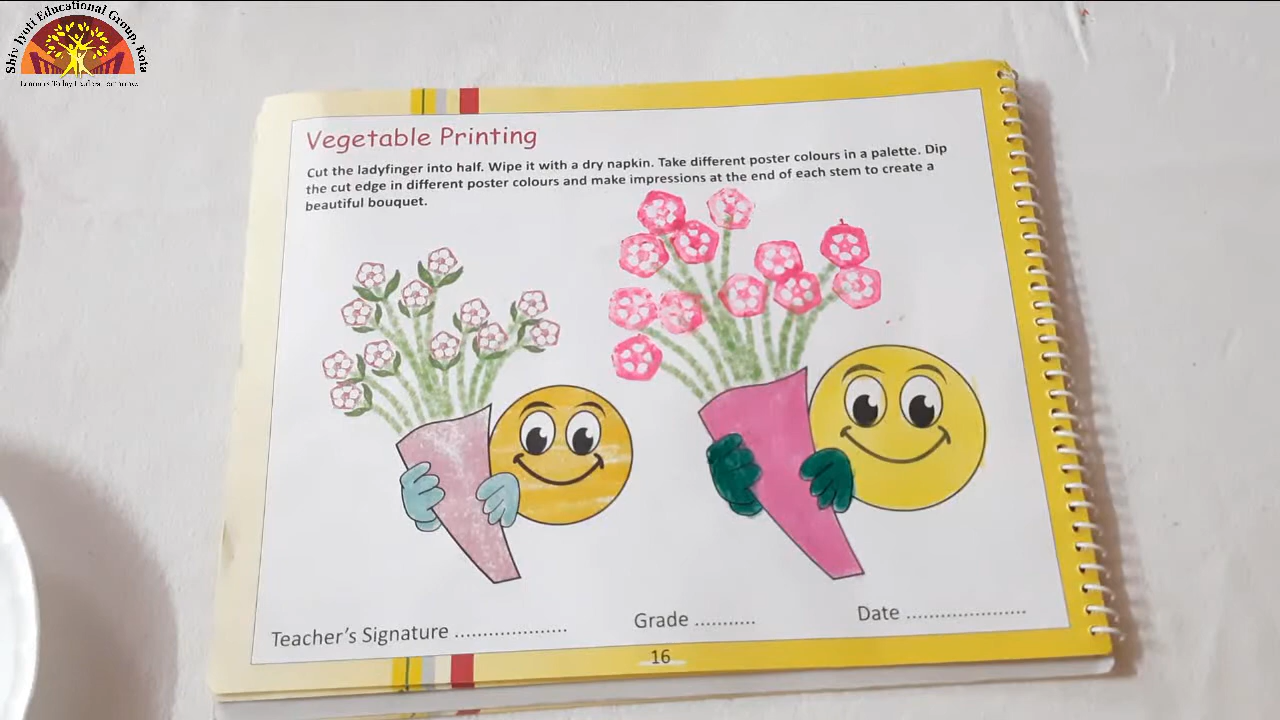 Shiv Jyoti Educational Group, Kota
Vegetable Printing
Cut the ladyfinger into half. Wipe it with a dry napkin. Take different poster colours in a palette. Dip
the cut edge in different poster colours and make impressions at the end of each stem to create a
beautiful bouquet.
Teacher's Signature ....................
Grade ...........
Date .....................
16